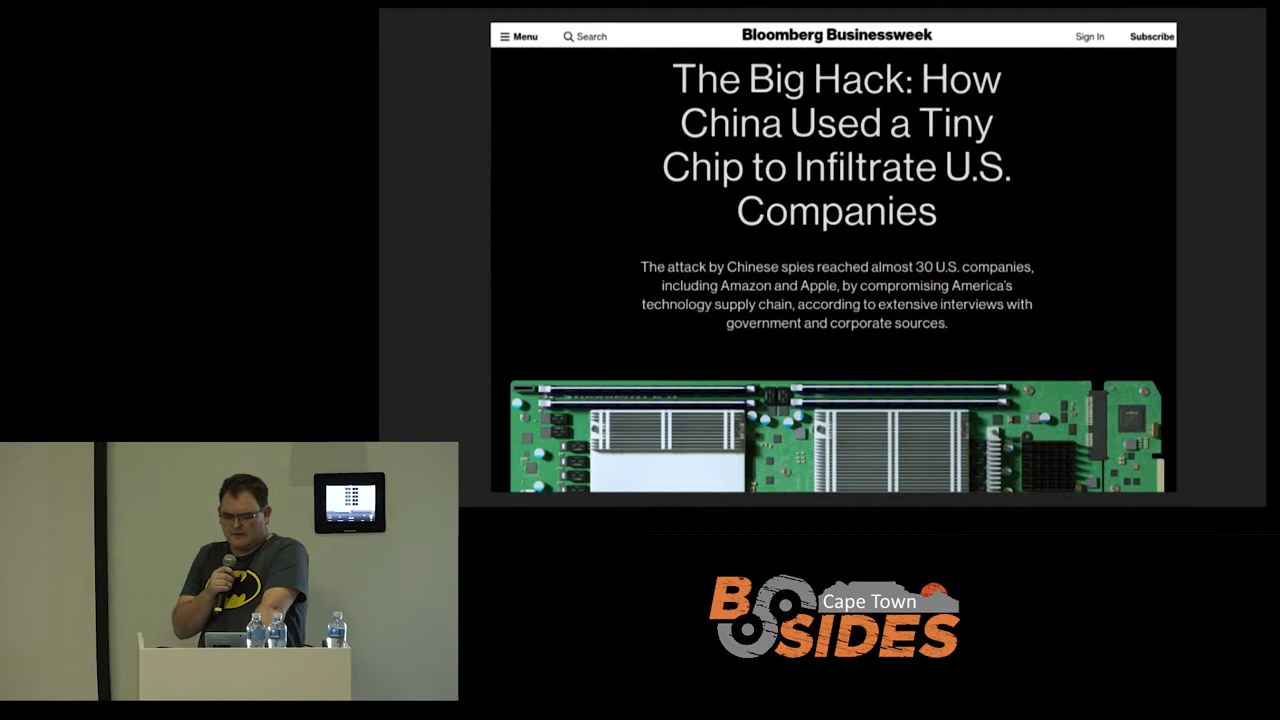 Menu
Search
Bloomberg Businessweek
Sign In
Subscribe
The Big Hack: How
China Used a Tiny
Chip to Infiltrate U.S.
Companies
The attack by Chinese spies reached almost 30 U.S. companies,
including Amazon and Apple, by compromising America's
technology supply chain, according to extensive interviews with
government and corporate sources.
BSIDES
Cape Town